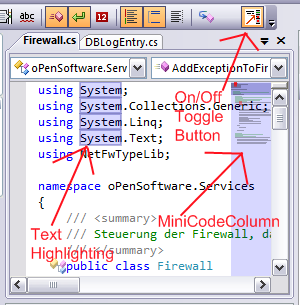 12
Firewall.cs
DBLogEntry.cs
oPenSoftware.Serv
AddExceptionToFir
using System;
using System.Collections.Generic;
using System.Linq;
using System.Text;
using NetFwTypeLib;
On/Off
Toggle
Button
namespace oPenSoftware.Services
{
MiniCodeColumn
/// <summary>
Text
Highlighting
/// Steuerung der Firewall, da
/// </summary>
public class Firewall